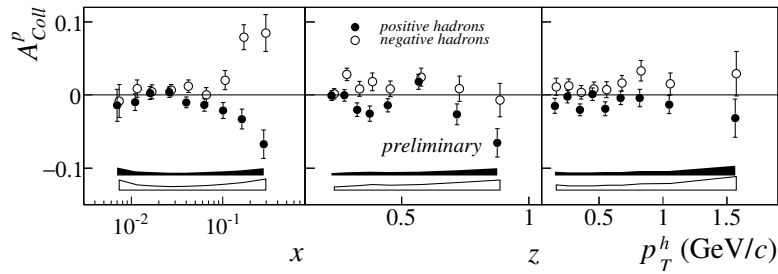 A^p_Coll
0.1
0
−0.1
positive hadrons
negative hadrons
preliminary
10^-2
10^-1
x
0.5
1
z
0.5
1
1.5
p_T^h (GeV/c)